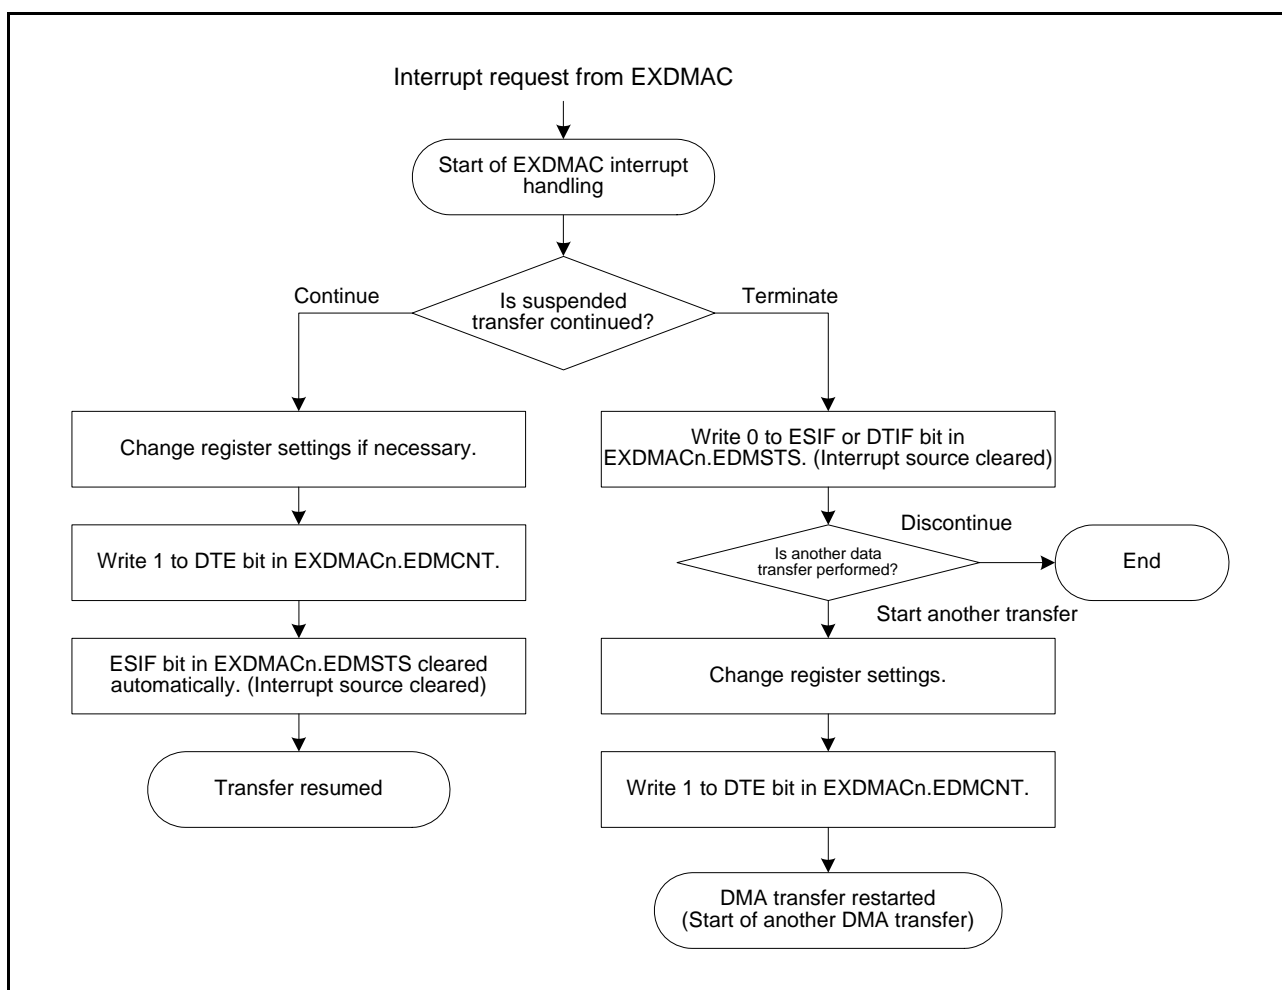 Interrupt request from EXDMAC
Start of EXDMAC interrupt
handling
Continue
Is suspended
transfer continued?
Terminate
Change register settings if necessary.
Write 1 to DTE bit in EXDMACn.EDMCNT.
ESIF bit in EXDMACn.EDMSTS cleared
automatically. (Interrupt source cleared)
Transfer resumed
Write 0 to ESIF or DTIF bit in
EXDMACn.EDMSTS. (Interrupt source cleared)
Is another data
transfer performed?
Discontinue
End
Start another transfer
Change register settings.
Write 1 to DTE bit in EXDMACn.EDMCNT.
DMA transfer restarted
(Start of another DMA transfer)